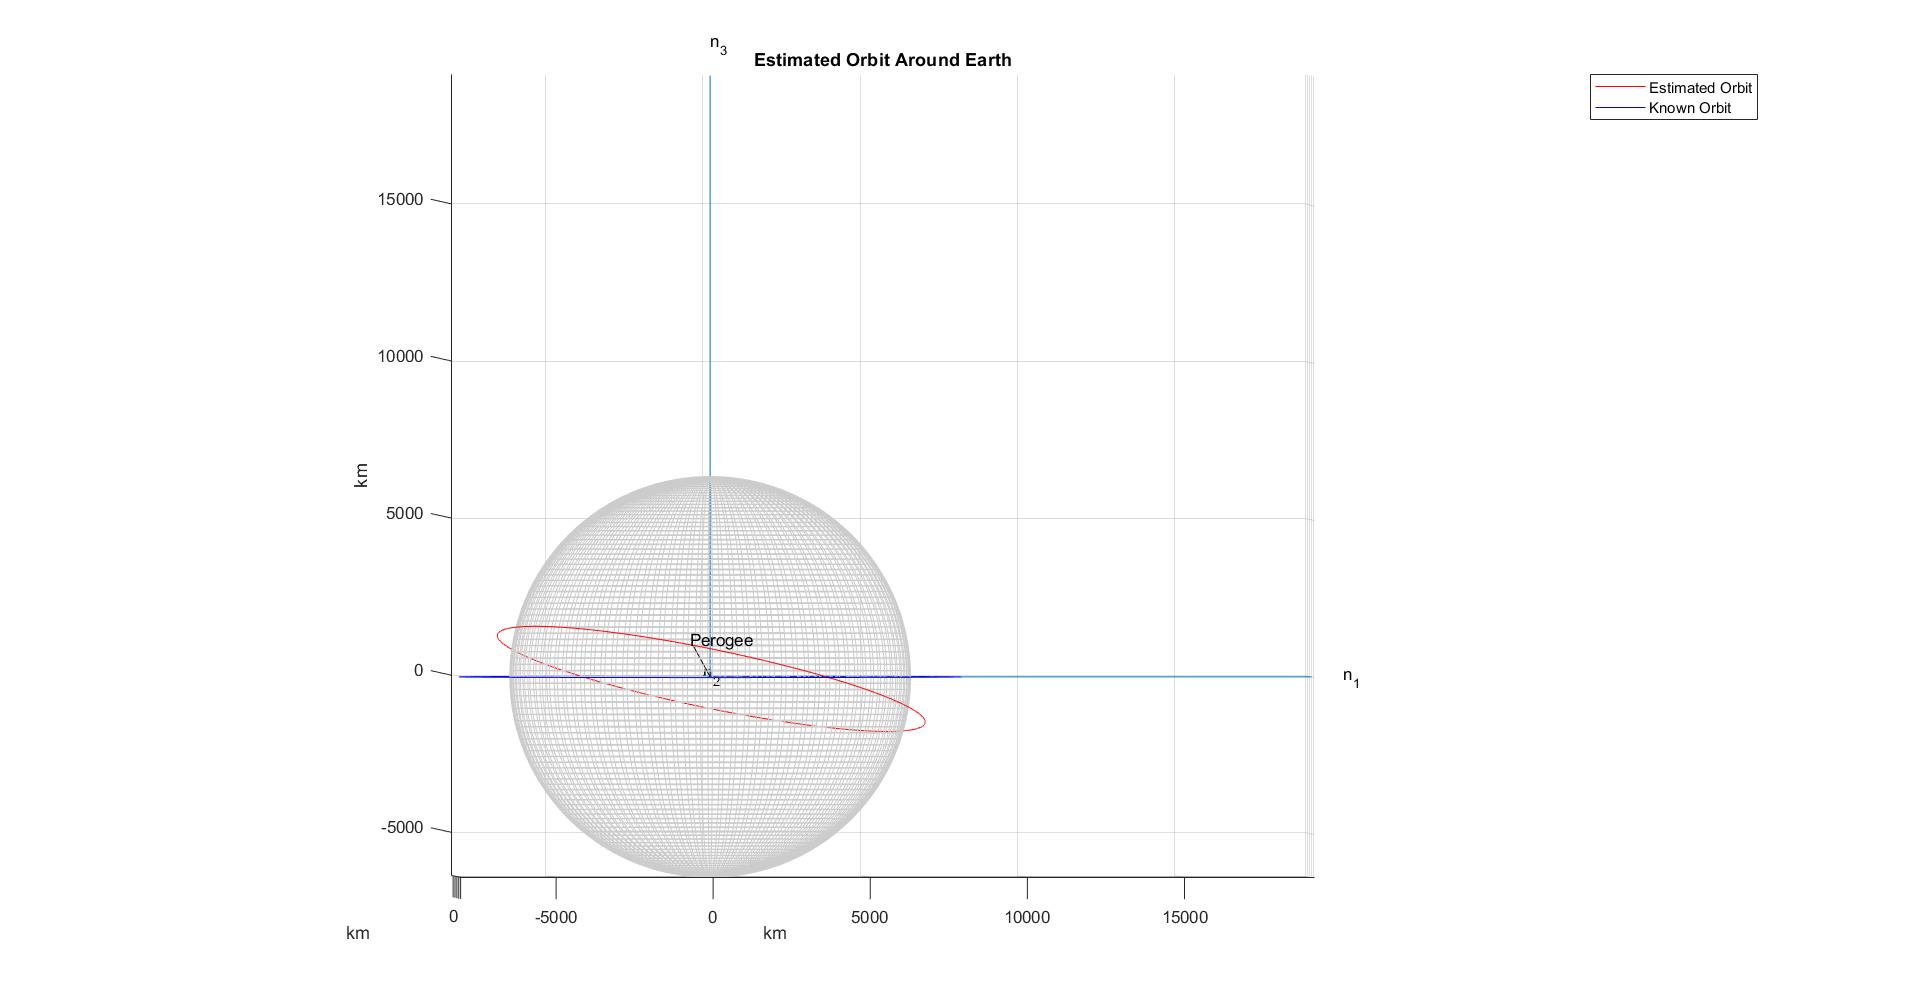 n3
Estimated Orbit Around Earth
Estimated Orbit
Known Orbit
15000
10000
km
5000
Perogee
0
n2
n1
-5000
0
-5000
0
5000
10000
15000
km
km